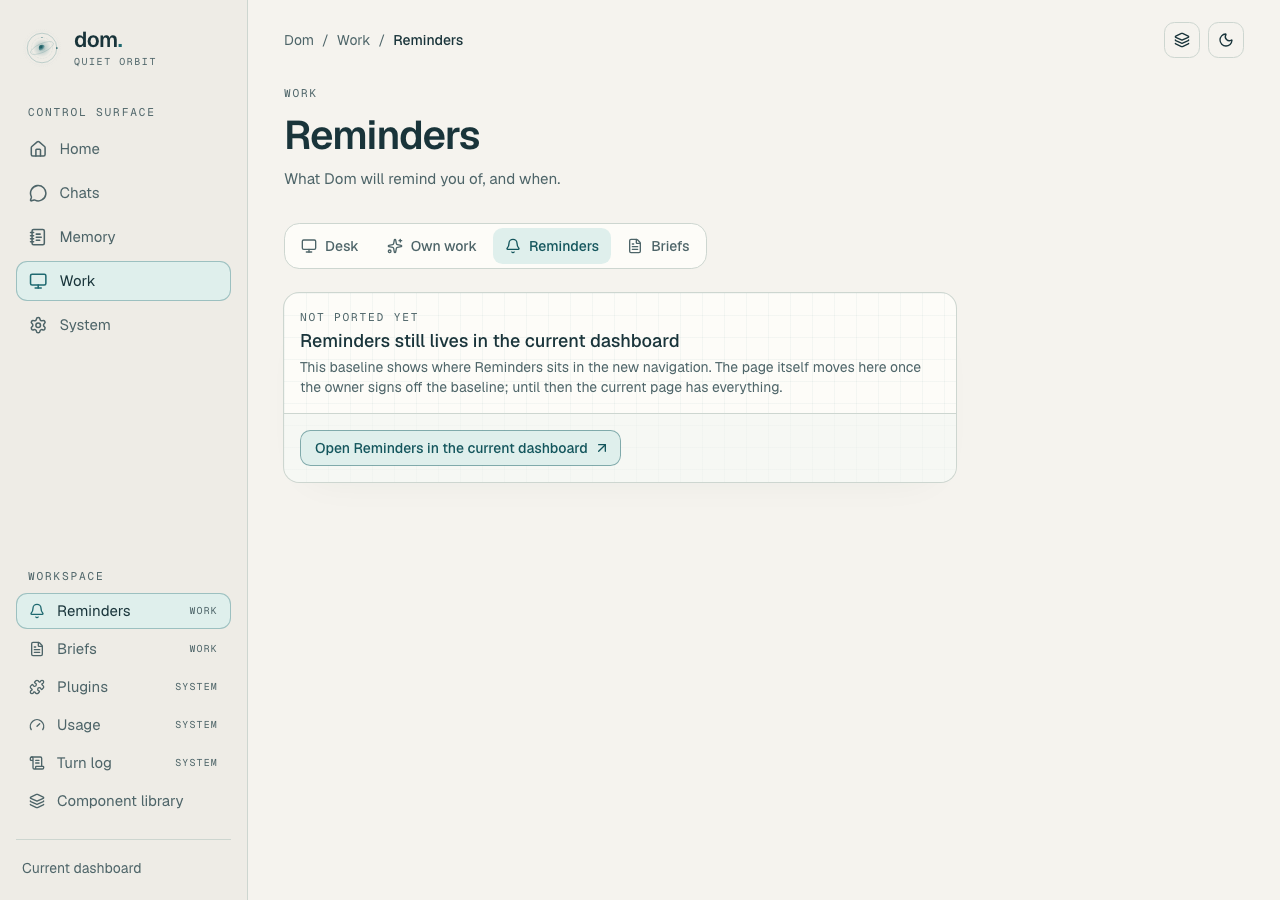 dom.
QUIET ORBIT
CONTROL SURFACE
Home
Chats
Memory
Work
System
WORKSPACE
Reminders WORK
Briefs WORK
Plugins SYSTEM
Usage SYSTEM
Turn log SYSTEM
Component library
Current dashboard
Dom / Work / Reminders
WORK
Reminders
What Dom will remind you of, and when.
Desk Own work Reminders Briefs
NOT PORTED YET
Reminders still lives in the current dashboard
This baseline shows where Reminders sits in the new navigation. The page itself moves here once
the owner signs off the baseline; until then the current page has everything.
Open Reminders in the current dashboard